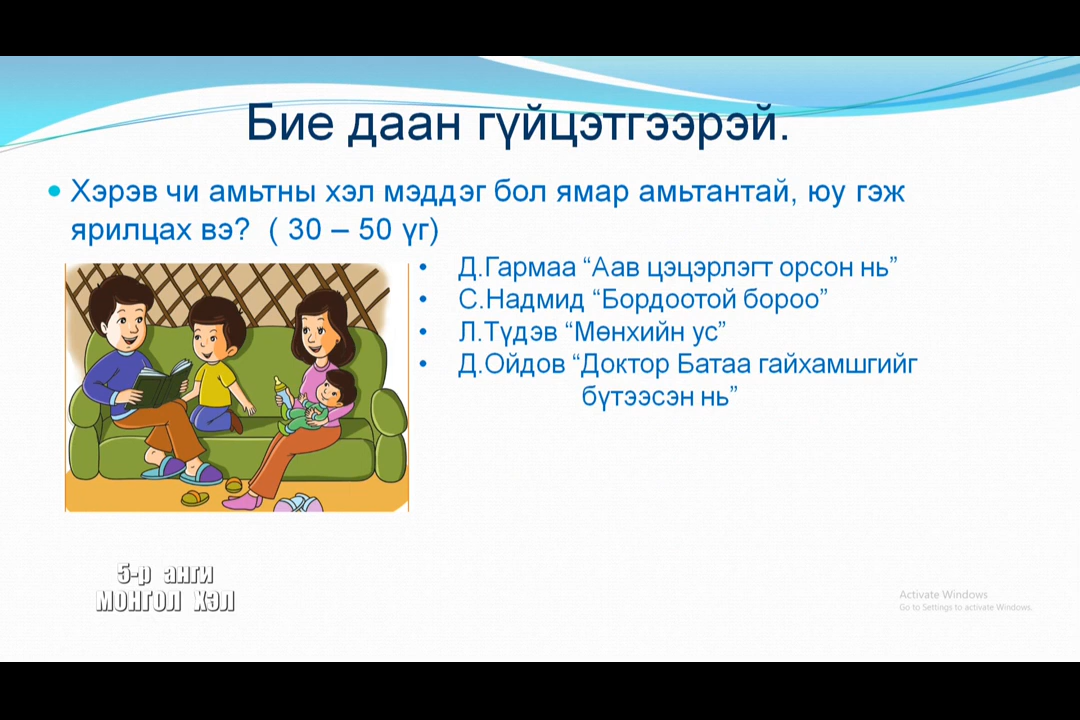 Бие даан гүйцэтгээрэй.
• Хэрэв чи амьтны хэл мэддэг бол ямар амьтантай, юу гэж
ярилцах вэ? ( 30 – 50 үг)
• Д.Гармаа “Аав цэцэрлэгт орсон нь”
• С.Надмид “Бордоотой бороо”
• Л.Түдэв “Мөнхийн ус”
• Д.Ойдов “Доктор Батаа гайхамшгийг
бүтээсэн нь”
5-р анги
МОНГОЛ ХЭЛ
Activate Windows
Go to Settings to activate Windows.